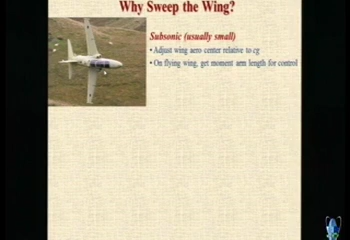 Why Sweep the Wing?
Subsonic (usually small)
• Adjust wing aero center relative to cg
• On flying wing, get moment arm length for control